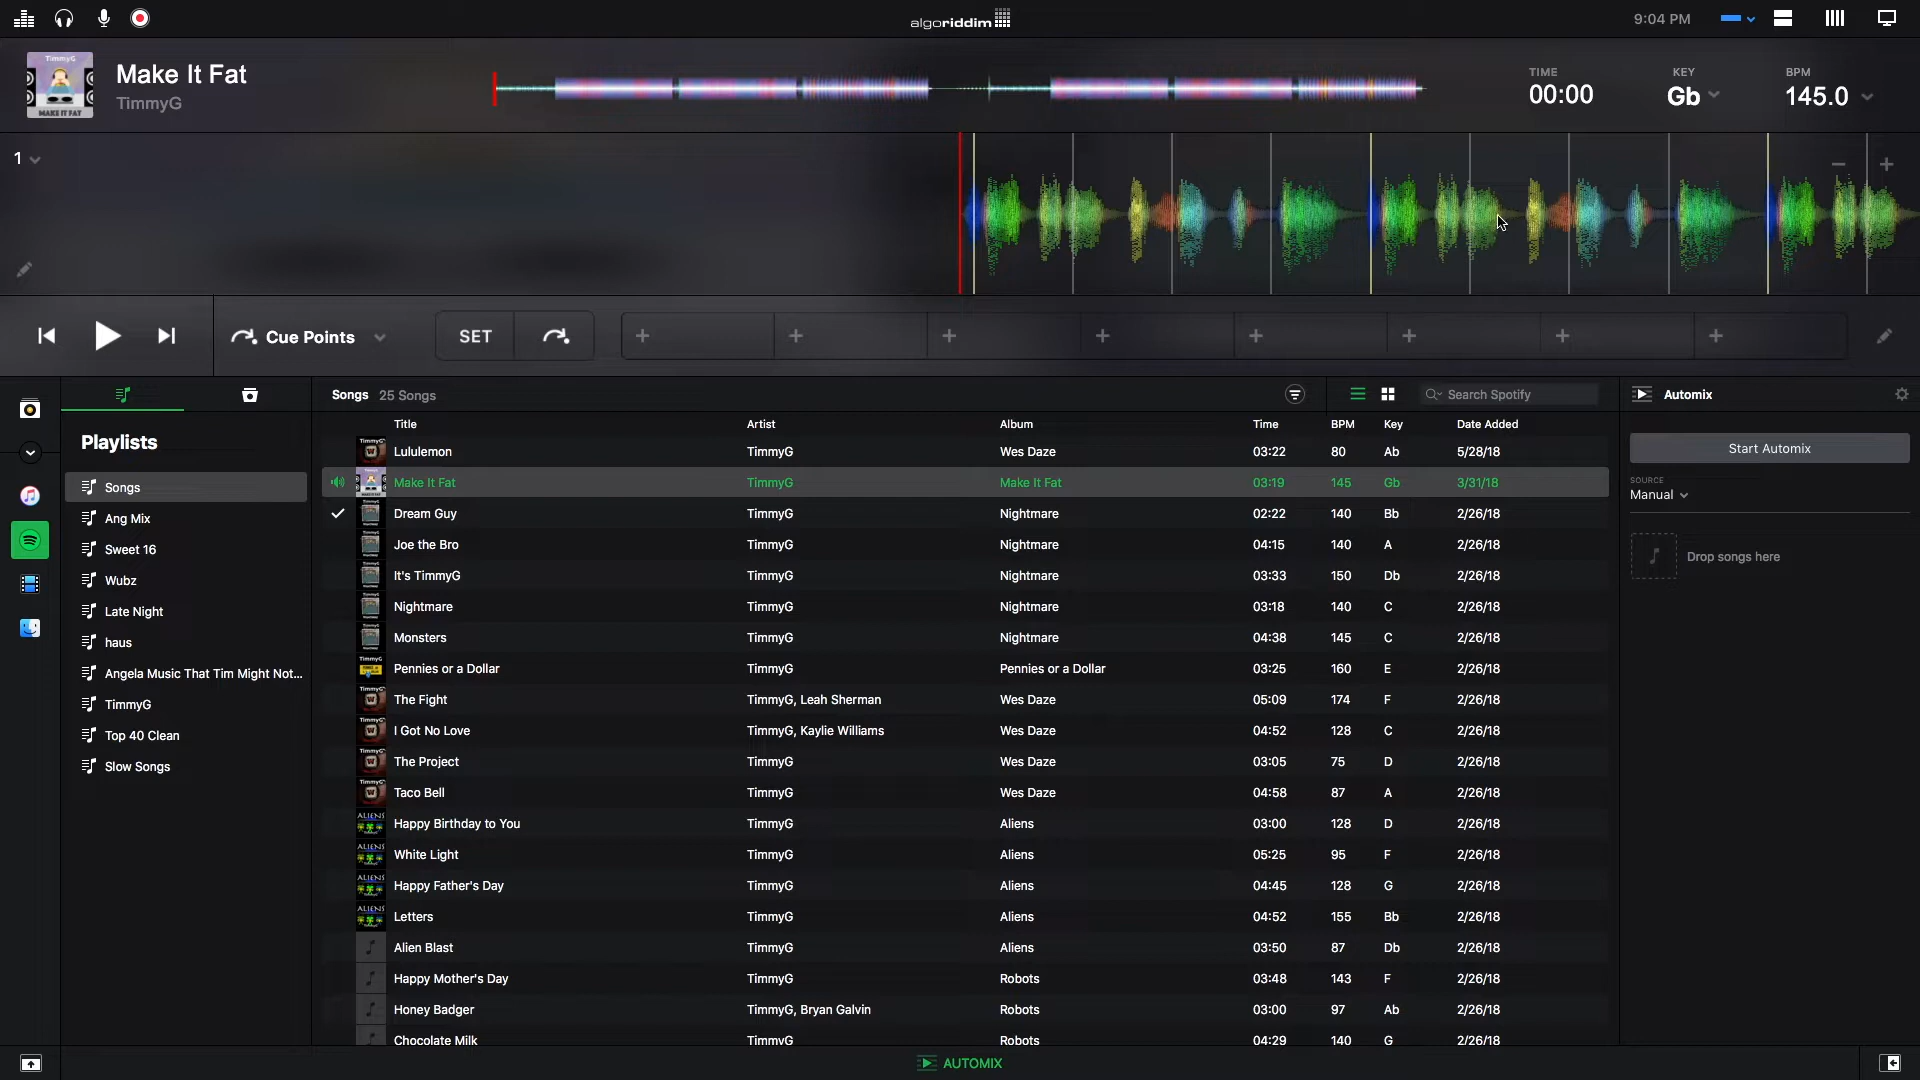 algoriddim
9:04 PM
TimmyG
MAKE IT FAT
Make It Fat
TimmyG
TIME
00:00
KEY
Gb
BPM
145.0
1
Cue Points
SET
Songs 25 Songs
Search Spotify
Automix
Playlists
Songs
Ang Mix
Sweet 16
Wubz
Late Night
haus
Angela Music That Tim Might Not...
TimmyG
Top 40 Clean
Slow Songs
Title Artist Album Time BPM Key Date Added
Lululemon TimmyG Wes Daze 03:22 80 Ab 5/28/18
Make It Fat TimmyG Make It Fat 03:19 145 Gb 3/31/18
Dream Guy TimmyG Nightmare 02:22 140 Bb 2/26/18
Joe the Bro TimmyG Nightmare 04:15 140 A 2/26/18
It's TimmyG TimmyG Nightmare 03:33 150 Db 2/26/18
Nightmare TimmyG Nightmare 03:18 140 C 2/26/18
Monsters TimmyG Nightmare 04:38 145 C 2/26/18
Pennies or a Dollar TimmyG Pennies or a Dollar 03:25 160 E 2/26/18
The Fight TimmyG, Leah Sherman Wes Daze 05:09 174 F 2/26/18
I Got No Love TimmyG, Kaylie Williams Wes Daze 04:52 128 C 2/26/18
The Project TimmyG Wes Daze 03:05 75 D 2/26/18
Taco Bell TimmyG Wes Daze 04:58 87 A 2/26/18
Happy Birthday to You TimmyG Aliens 03:00 128 D 2/26/18
White Light TimmyG Aliens 05:25 95 F 2/26/18
Happy Father's Day TimmyG Aliens 04:45 128 G 2/26/18
Letters TimmyG Aliens 04:52 155 Bb 2/26/18
Alien Blast TimmyG Aliens 03:50 87 Db 2/26/18
Happy Mother's Day TimmyG Robots 03:48 143 F 2/26/18
Honey Badger TimmyG, Bryan Galvin Robots 03:00 97 Ab 2/26/18
Chocolate Milk TimmyG Robots 04:29 140 G 2/26/18
Start Automix
SOURCE
Manual
Drop songs here
AUTOMIX